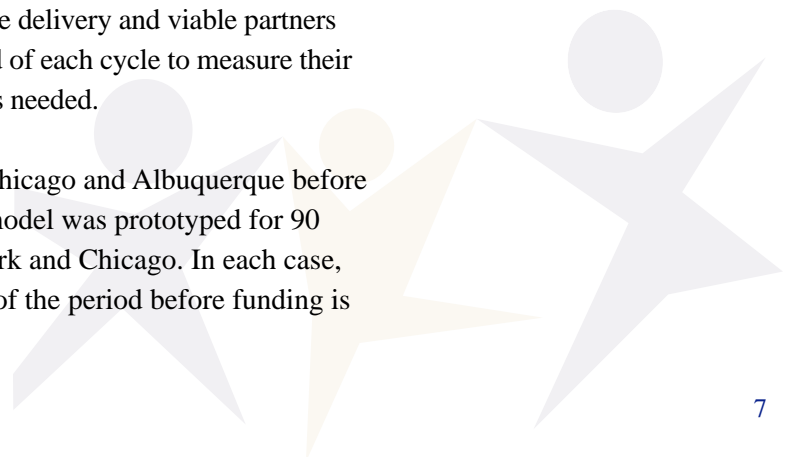 e delivery and viable partners
of each cycle to measure their
s needed.
hicago and Albuquerque before
odel was prototyped for 90
rk and Chicago. In each case,
of the period before funding is
7